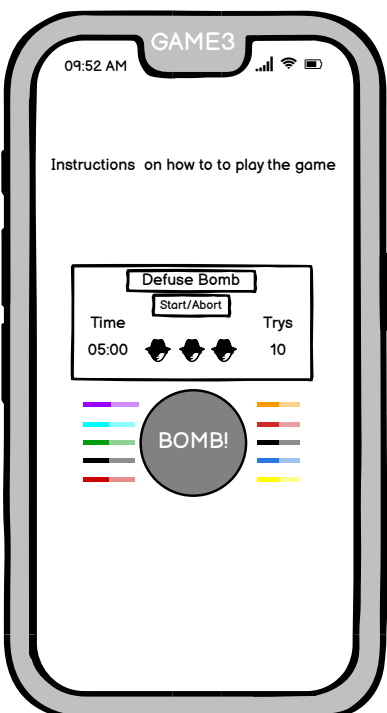 GAME3
09:52 AM
Instructions on how to to play the game
Defuse Bomb
Start/Abort
Time
Trys
05:00
10
BOMB!